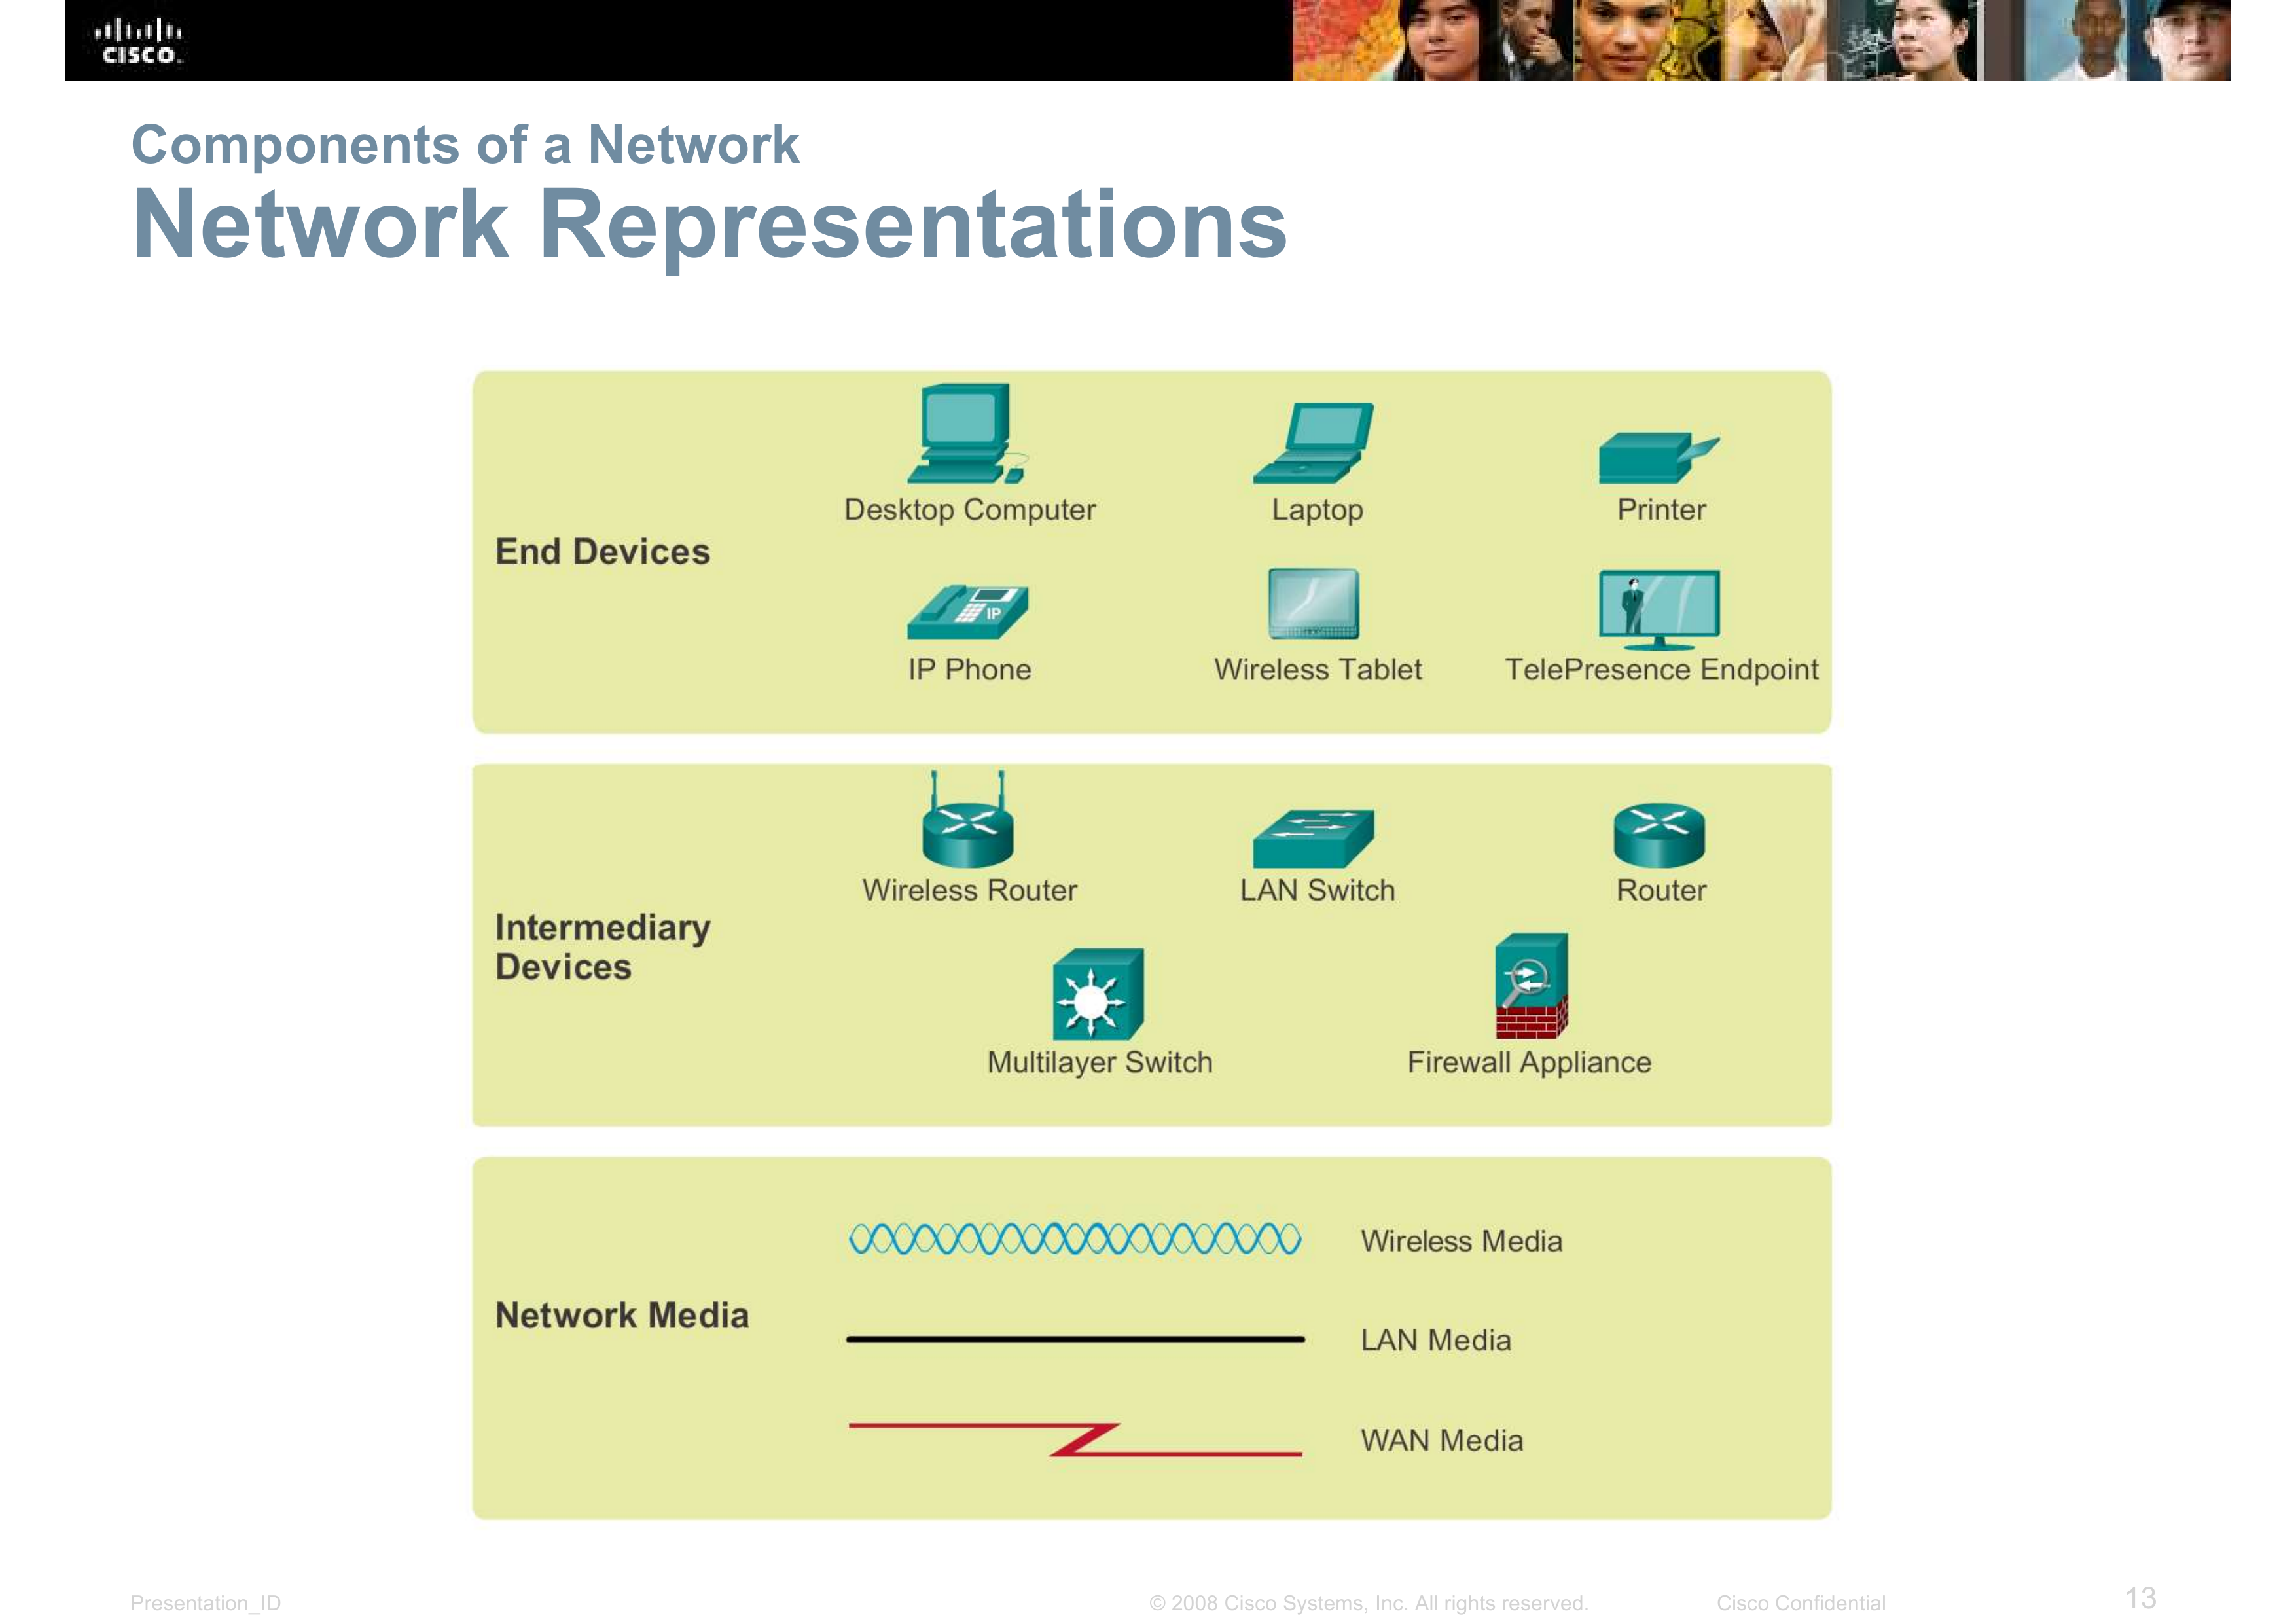 CISCO
Components of a Network
Network Representations
Desktop Computer
Laptop
Printer
End Devices
IP
IP Phone
Wireless Tablet
TelePresence Endpoint
Wireless Router
LAN Switch
Router
Intermediary
Devices
Multilayer Switch
Firewall Appliance
Wireless Media
Network Media
LAN Media
WAN Media
Presentation_ID
© 2008 Cisco Systems, Inc. All rights reserved.
Cisco Confidential
13